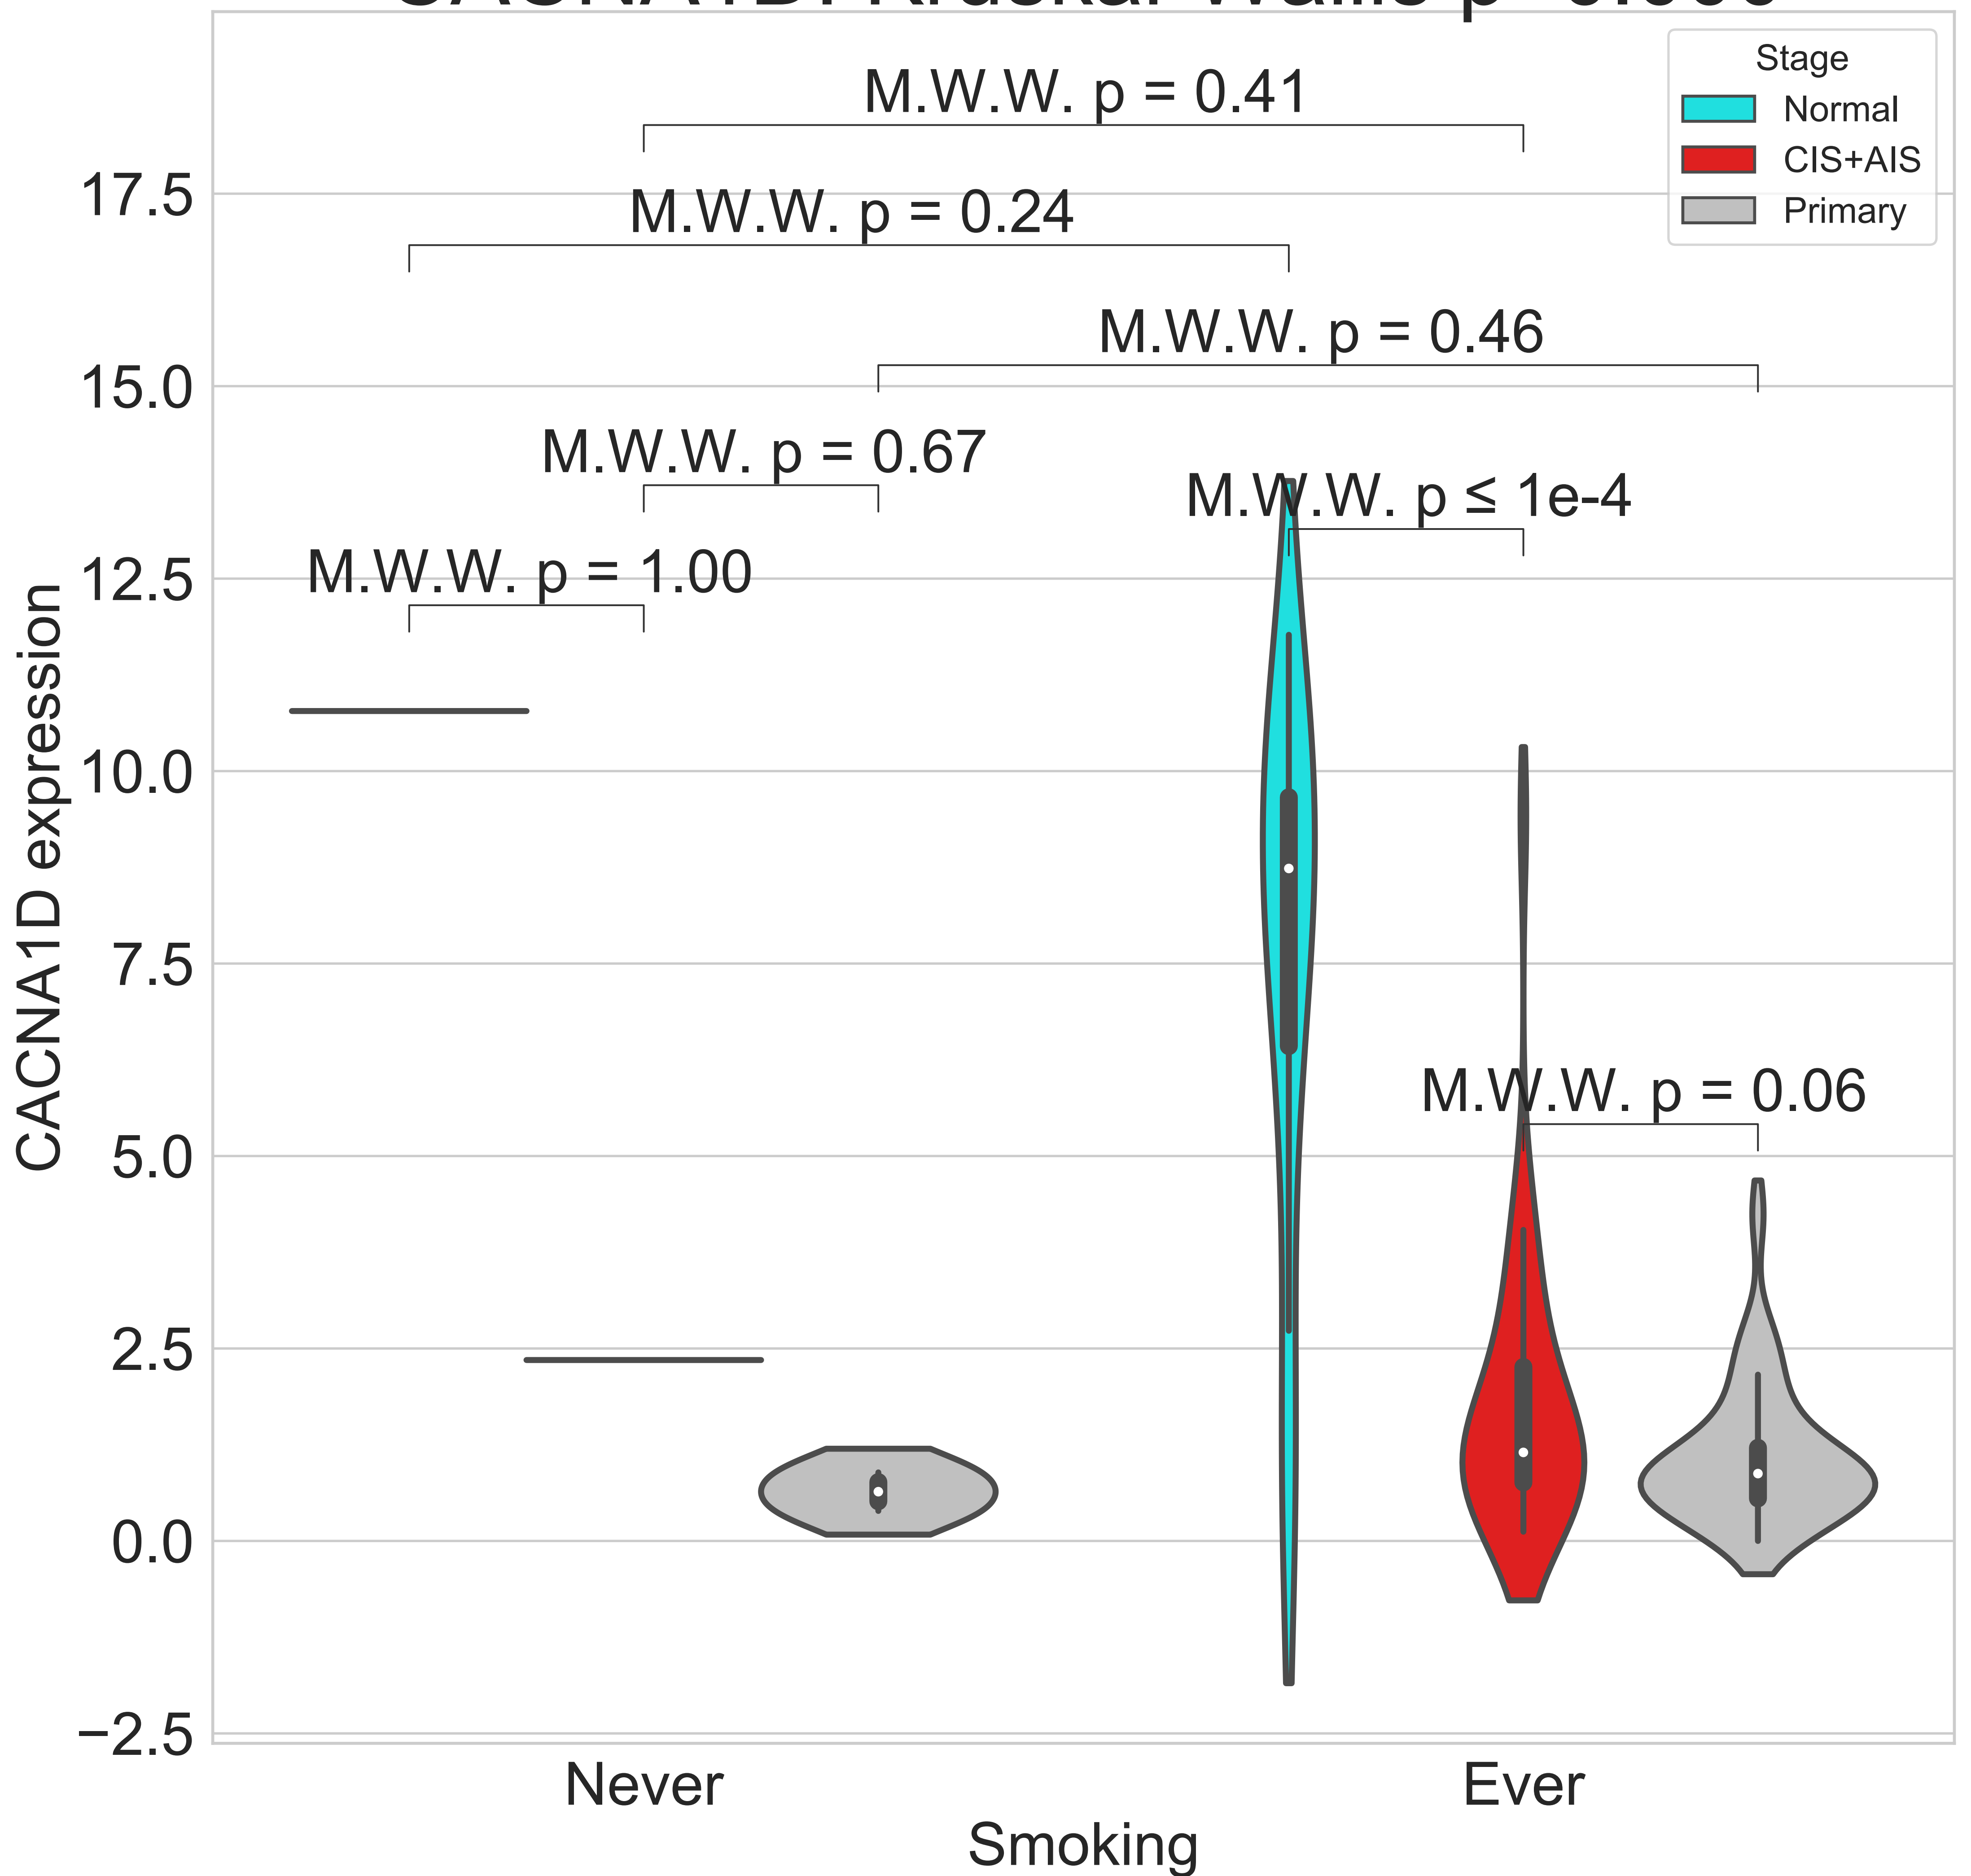 Stage
Normal
CIS+AIS
Primary
M.W.W. p = 0.41
M.W.W. p = 0.24
M.W.W. p = 0.46
M.W.W. p = 0.67
M.W.W. p ≤ 1e-4
M.W.W. p = 1.00
M.W.W. p = 0.06
17.5
15.0
12.5
10.0
7.5
5.0
2.5
0.0
−2.5
CACNA1D expression
Never
Ever
Smoking